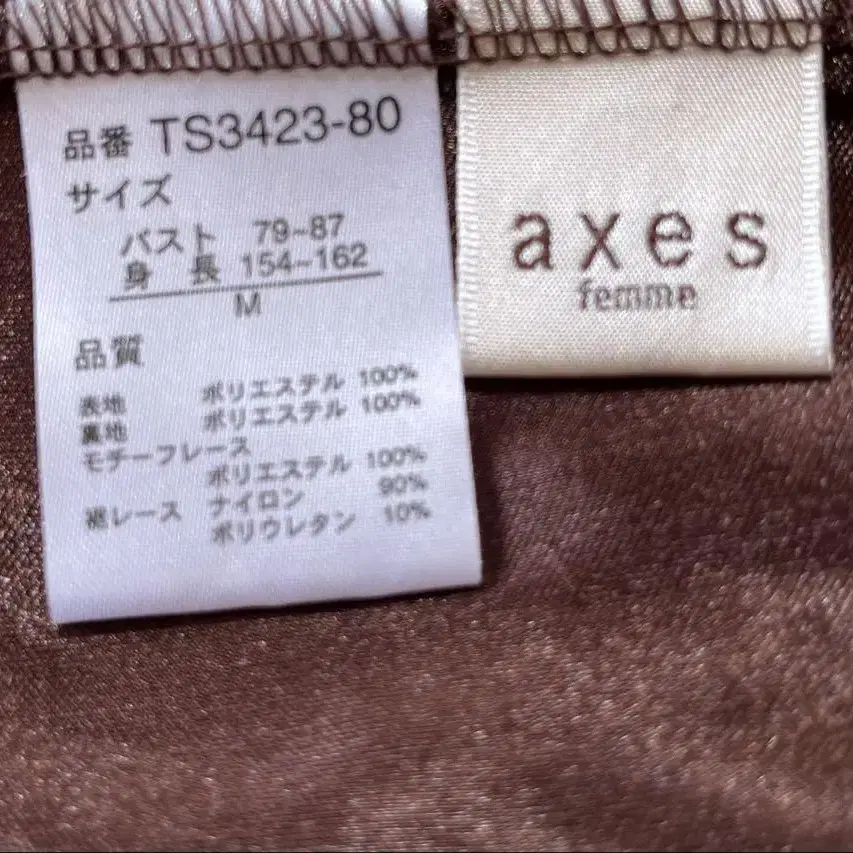 品番 TS3423-80
サイズ
バスト 79~87
身 長 154~162
M
品質
表地 ポリエステル 100%
裏地 ポリエステル 100%
モチーフレース
ポリエステル 100%
裾レース ナイロン 90%
ポリウレタン 10%
axes
femme